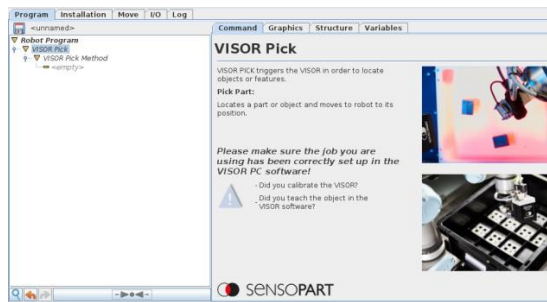 Program Installation Move I/O Log
<unnamed>
Robot Program
VISOR Pick
VISOR Pick Method
<empty>
Command Graphics Structure Variables
VISOR Pick
VISOR PICK triggers the VISOR in order to locate
objects or features.
Pick Part:
Locates a part or object and moves to robot to its
position.
Please make sure the job you are
using has been correctly set up in the
VISOR PC software!
- Did you calibrate the VISOR?
- Did you teach the object in the
VISOR software?
SENSOPART